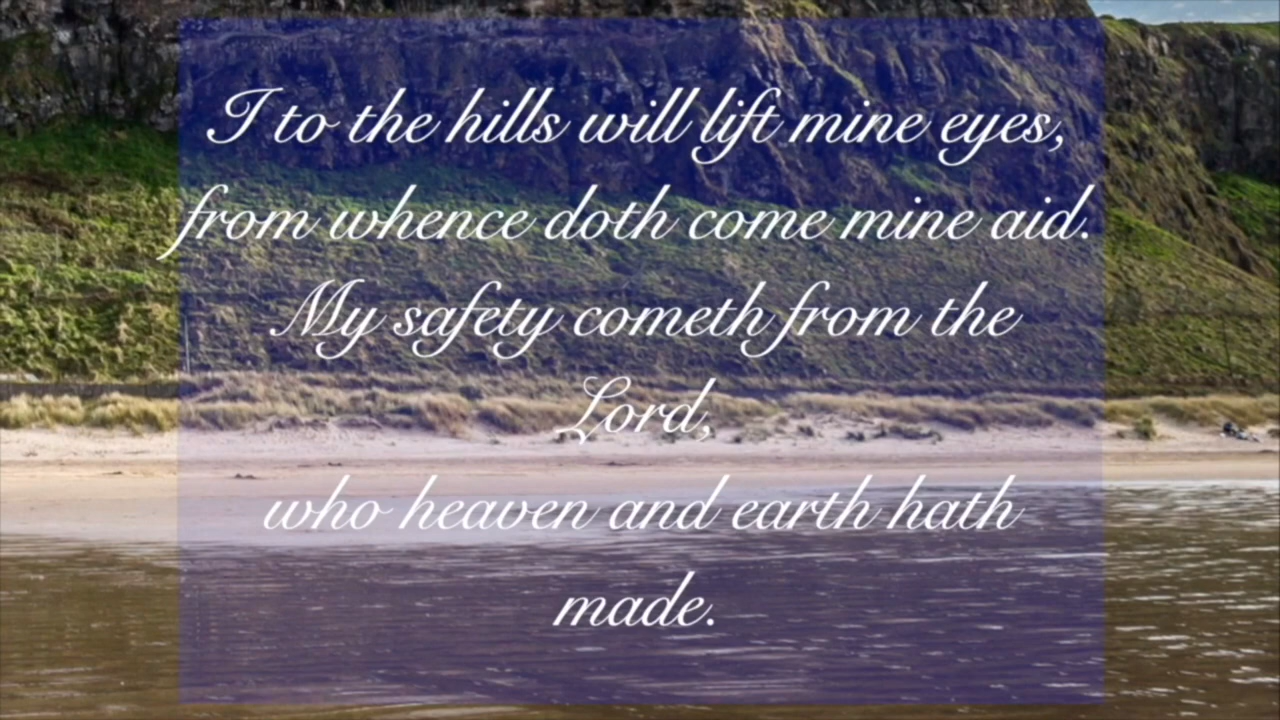 I to the hills will lift mine eyes,
from whence doth come mine aid.
My safety cometh from the
Lord,
who heaven and earth hath
made.